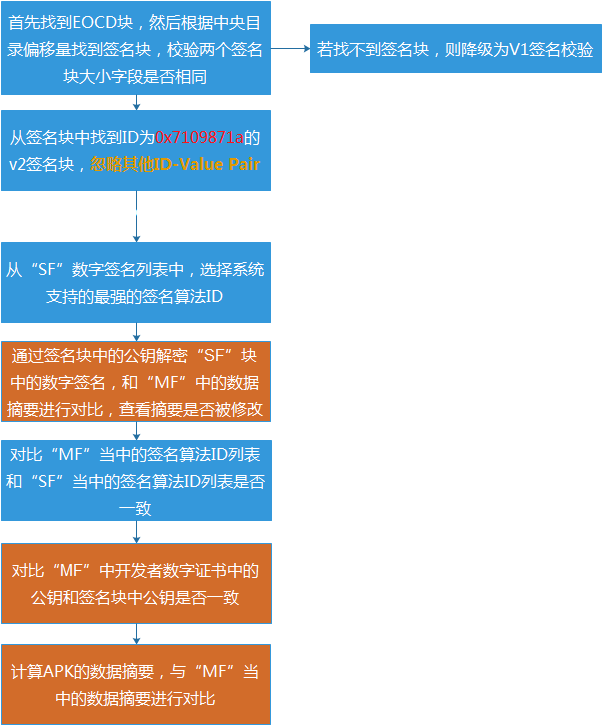 首先找到EOCD块，然后根据中央目
录偏移量找到签名块，校验两个签名
块大小字段是否相同
若找不到签名块，则降级为V1签名校验
从签名块中找到ID为0x7109871a的
v2签名块，忽略其他ID-Value Pair
从“SF”数字签名列表中，选择系统
支持的最强的签名算法ID
通过签名块中的公钥解密“SF”块
中的数字签名，和“MF”中的数据
摘要进行对比，查看摘要是否被修改
对比“MF”当中的签名算法ID列表
和“SF”当中的签名算法ID列表是否
一致
对比“MF”中开发者数字证书中的
公钥和签名块中公钥是否一致
计算APK的数据摘要，与“MF”当
中的数据摘要进行对比